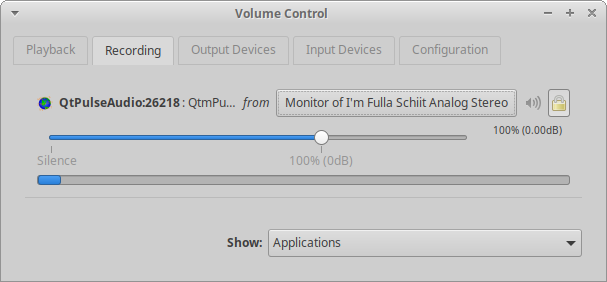 Volume Control
Playback Recording Output Devices Input Devices Configuration
QtPulseAudio:26218 : QtmPu... from Monitor of I'm Fulla Schiit Analog Stereo
100% (0.00dB)
Silence 100% (0dB)
Show: Applications